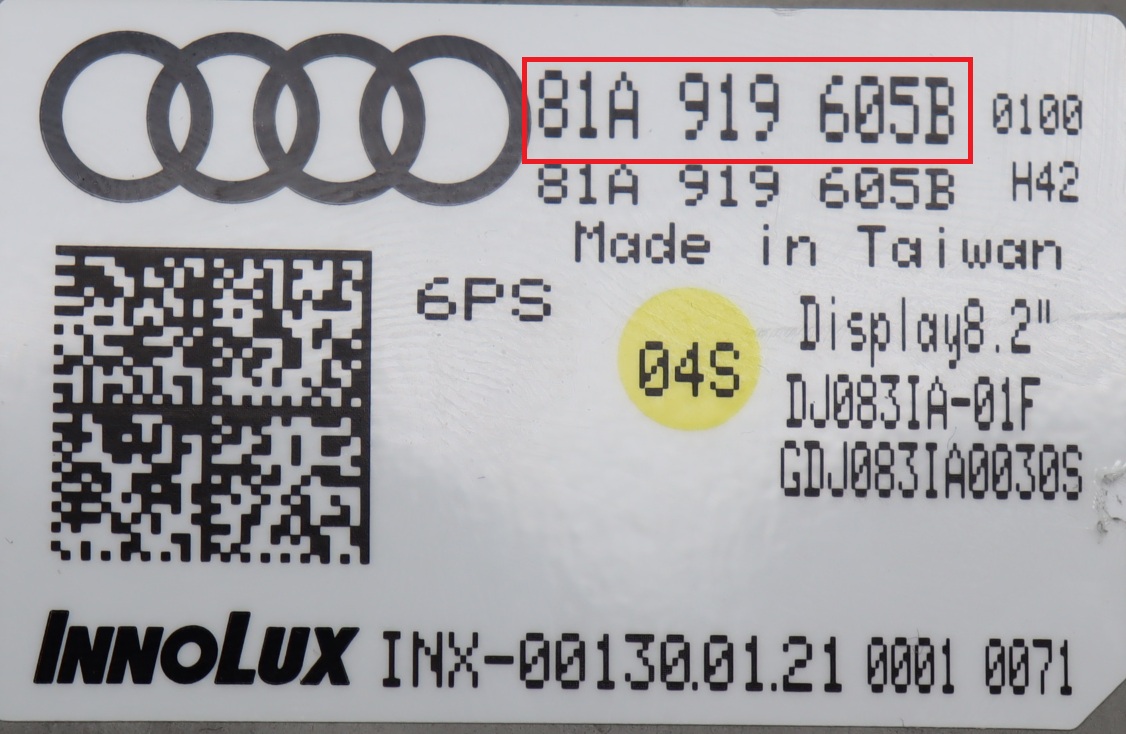 81A 919 605B 0100
81A 919 605B H42
Made in Taiwan
6PS
04S
Display8.2"
DJ083IA-01F
GDJ083IA0030S
INNOLUX INX-00130.01.21 0001 0071